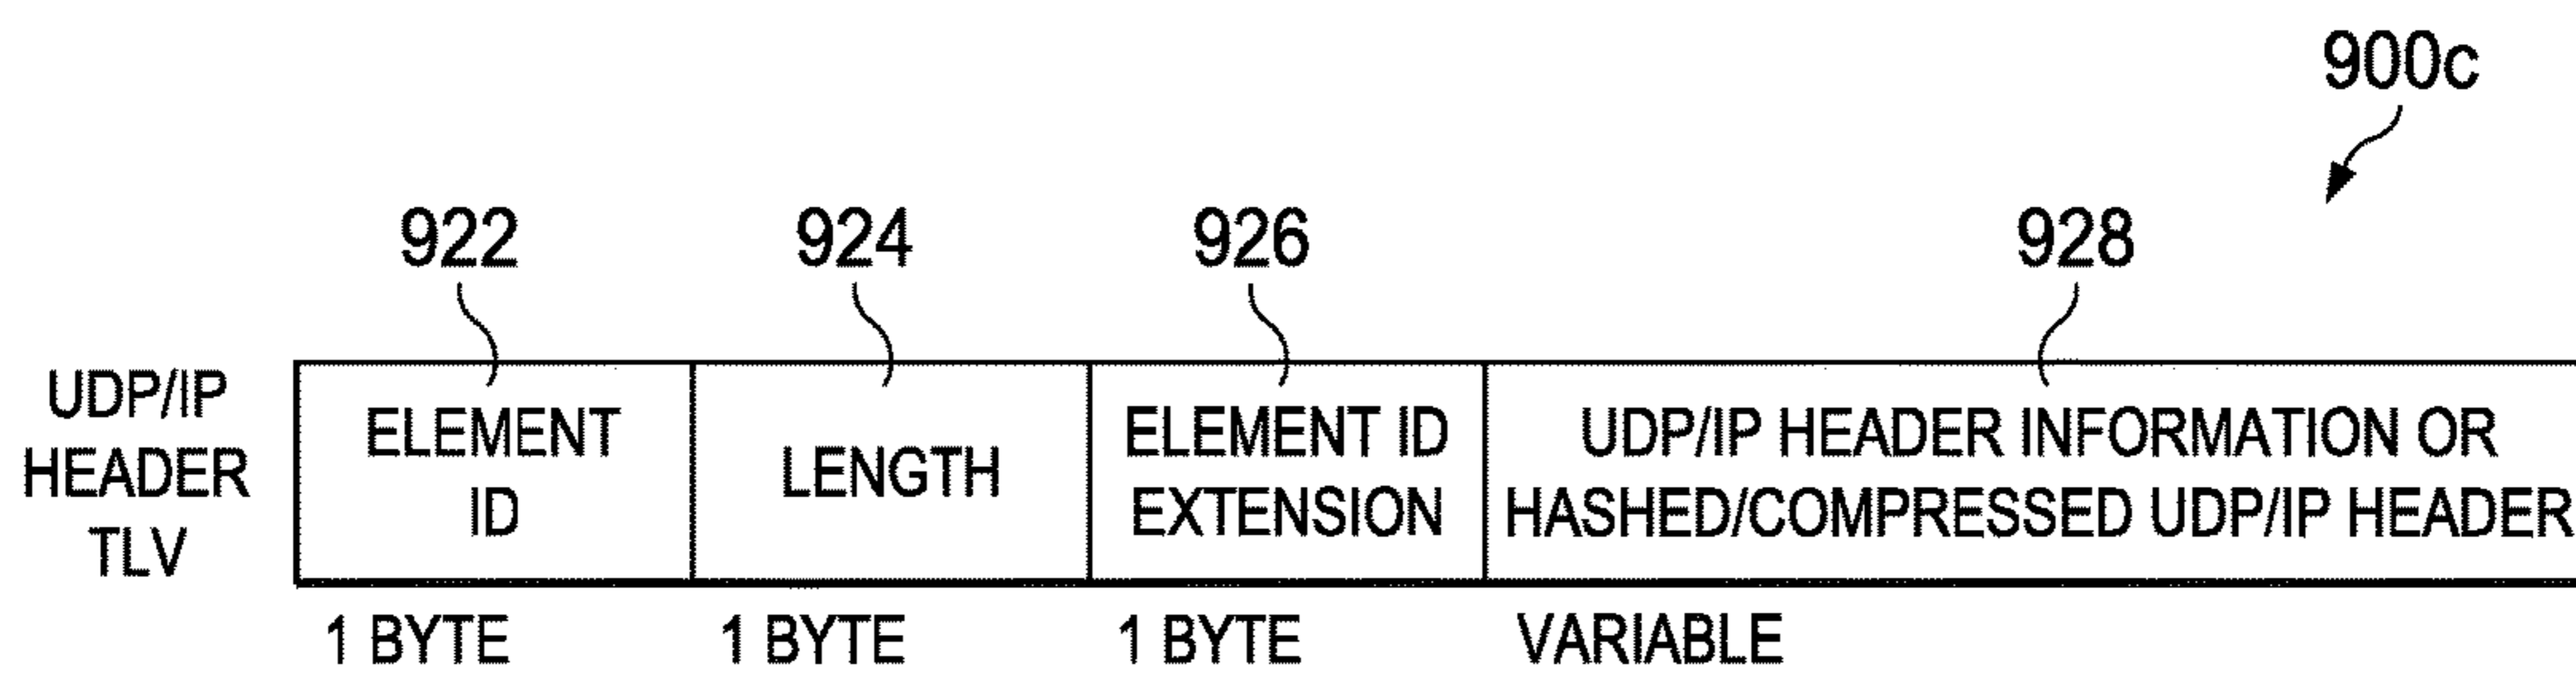 900c
922
924
926
928
UDP/IP
HEADER
TLV
ELEMENT
ID
LENGTH
ELEMENT ID
EXTENSION
UDP/IP HEADER INFORMATION OR
HASHED/COMPRESSED UDP/IP HEADER
1 BYTE
1 BYTE
1 BYTE
VARIABLE